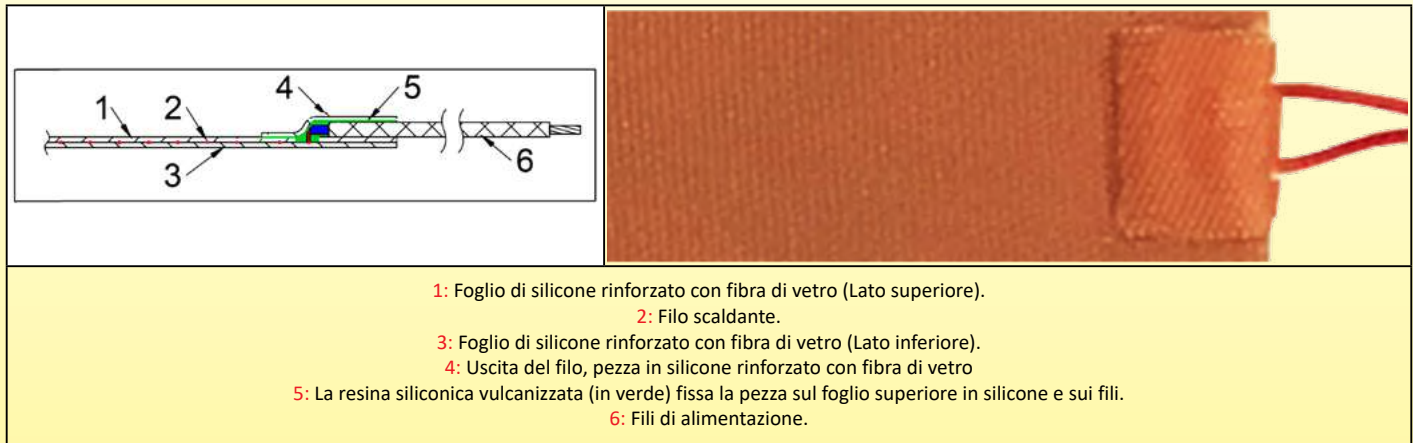 4
5
1
2
3
6
1: Foglio di silicone rinforzato con fibra di vetro (Lato superiore).
2: Filo scaldante.
3: Foglio di silicone rinforzato con fibra di vetro (Lato inferiore).
4: Uscita del filo, pezza in silicone rinforzato con fibra di vetro
5: La resina siliconica vulcanizzata (in verde) fissa la pezza sul foglio superiore in silicone e sui fili.
6: Fili di alimentazione.